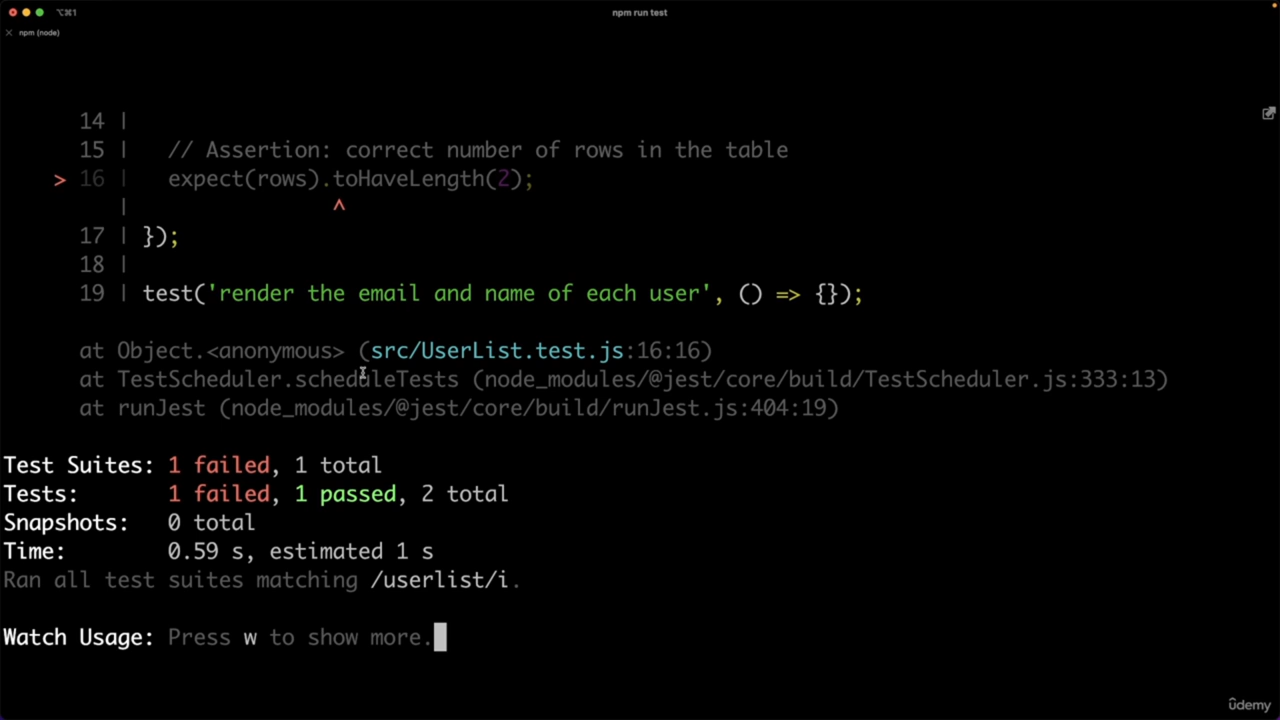 ⌥⌘1
npm run test
npm (node)
14 |
15 | // Assertion: correct number of rows in the table
> 16 | expect(rows).toHaveLength(2);
| ^
17 | });
18 |
19 | test('render the email and name of each user', () => {});
at Object.<anonymous> (src/UserList.test.js:16:16)
at TestScheduler.scheduleTests (node_modules/@jest/core/build/TestScheduler.js:333:13)
at runJest (node_modules/@jest/core/build/runJest.js:404:19)
Test Suites: 1 failed, 1 total
Tests: 1 failed, 1 passed, 2 total
Snapshots: 0 total
Time: 0.59 s, estimated 1 s
Ran all test suites matching /userlist/i.
Watch Usage: Press w to show more.
ûdemy